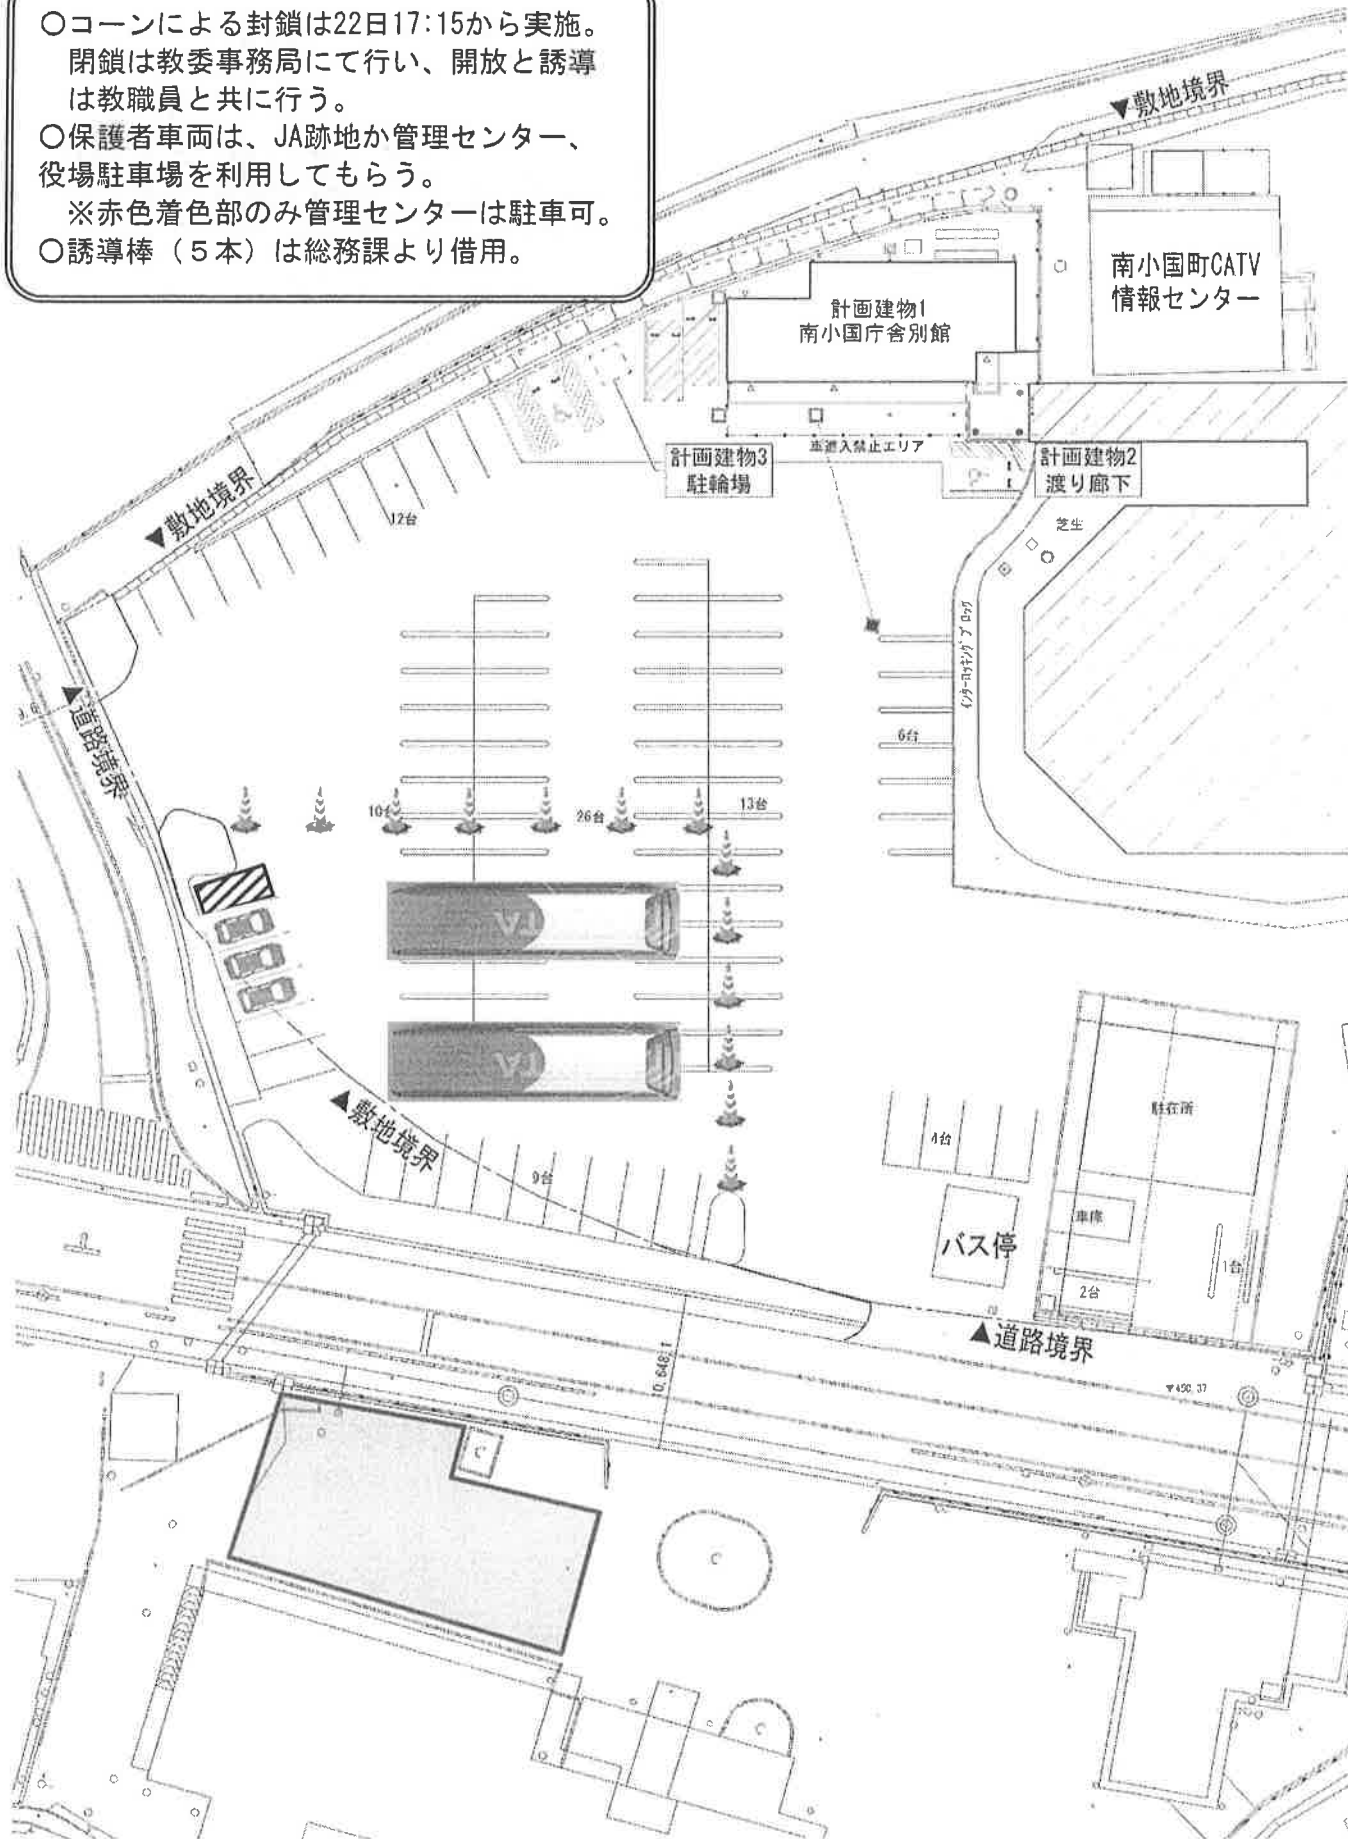 ○コーンによる封鎖は22日17:15から実施。
閉鎖は教委事務局にて行い、開放と誘導
は教職員と共に行う。
○保護者車両は、JA跡地か管理センター、
役場駐車場を利用してもらう。
※赤色着色部のみ管理センターは駐車可。
○誘導棒（５本）は総務課より借用。
▼敷地境界
南小国町CATV
情報センター
計画建物1
南小国庁舎別館
車進入禁止エリア
計画建物3
駐輪場
計画建物2
渡り廊下
▼敷地境界
12台
芝生
インターロッキングブロック
▲道路境界
6台
10台
26台
13台
▲敷地境界
9台
4台
駐在所
車庫
バス停
1台
2台
▲道路境界
10,648.1
▼430.37
C
C
C